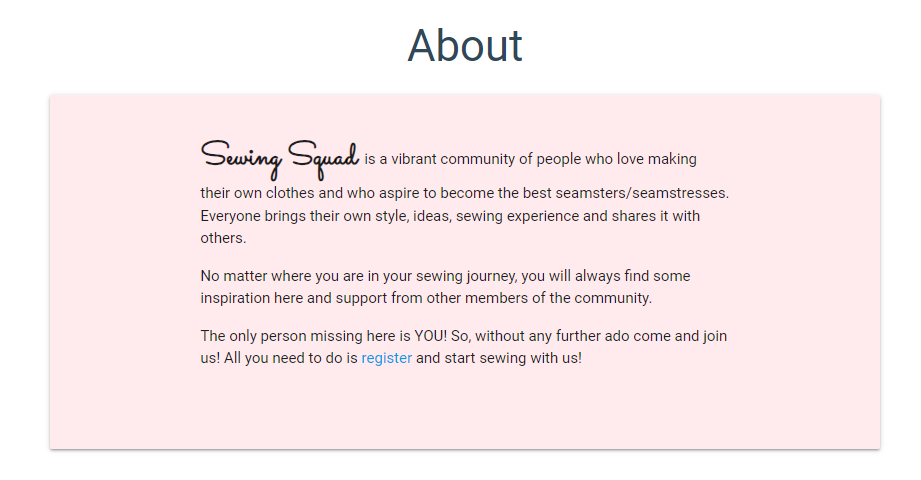 About
Sewing Squad is a vibrant community of people who love making
their own clothes and who aspire to become the best seamsters/seamstresses.
Everyone brings their own style, ideas, sewing experience and shares it with
others.
No matter where you are in your sewing journey, you will always find some
inspiration here and support from other members of the community.
The only person missing here is YOU! So, without any further ado come and join
us! All you need to do is register and start sewing with us!